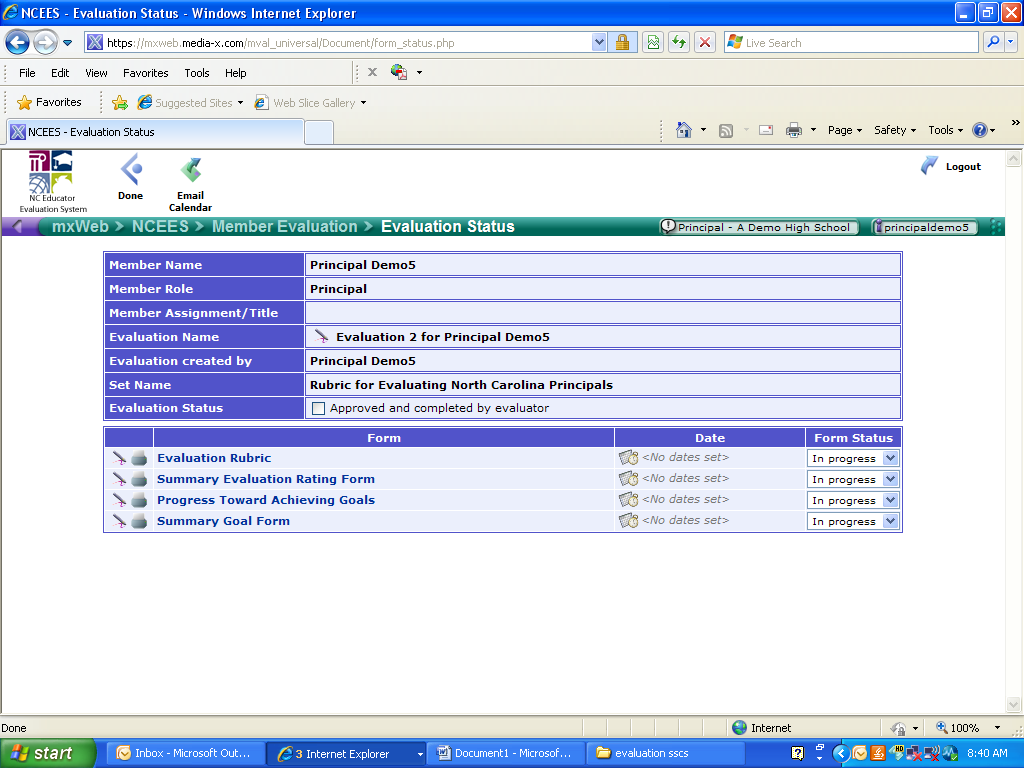 NCEES - Evaluation Status - Windows Internet Explorer
https://mxweb.media-x.com/mval_universal/Document/form_status.php
Live Search
File Edit View Favorites Tools Help
Favorites Suggested Sites Web Slice Gallery
NCEES - Evaluation Status
Page Safety Tools
NC Educator
Evaluation System
Done
Email
Calendar
Logout
mxWeb > NCEES > Member Evaluation > Evaluation Status
Principal - A Demo High School
principaldemo5
Member Name Principal Demo5
Member Role Principal
Member Assignment/Title
Evaluation Name Evaluation 2 for Principal Demo5
Evaluation created by Principal Demo5
Set Name Rubric for Evaluating North Carolina Principals
Evaluation Status Approved and completed by evaluator
Form Date Form Status
Evaluation Rubric <No dates set> In progress
Summary Evaluation Rating Form <No dates set> In progress
Progress Toward Achieving Goals <No dates set> In progress
Summary Goal Form <No dates set> In progress
Done Internet 100%
start Inbox - Microsoft Out... 3 Internet Explorer Document1 - Microsof... evaluation sscs 8:40 AM